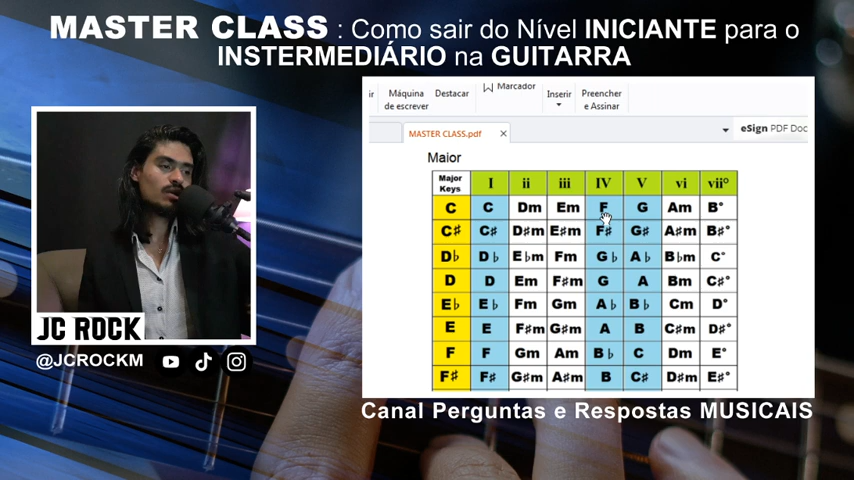 MASTER CLASS : Como sair do Nível INICIANTE para o
INSTERMEDIÁRIO na GUITARRA
ir Máquina de escrever Destacar Marcador Inserir Preencher e Assinar
MASTER CLASS.pdf X eSign PDF Doc
Maior
Major Keys I ii iii IV V vi vii°
C C Dm Em F G Am B°
C♯ C♯ D♯m E♯m F♯ G♯ A♯m B♯°
D♭ D♭ E♭m Fm G♭ A♭ B♭m C°
D D Em F♯m G A Bm C♯°
E♭ E♭ Fm Gm A♭ B♭ Cm D°
E E F♯m G♯m A B C♯m D♯°
F F Gm Am B♭ C Dm E°
F♯ F♯ G♯m A♯m B C♯ D♯m E♯°
JC ROCK
@JCROCKM
Canal Perguntas e Respostas MUSICAIS